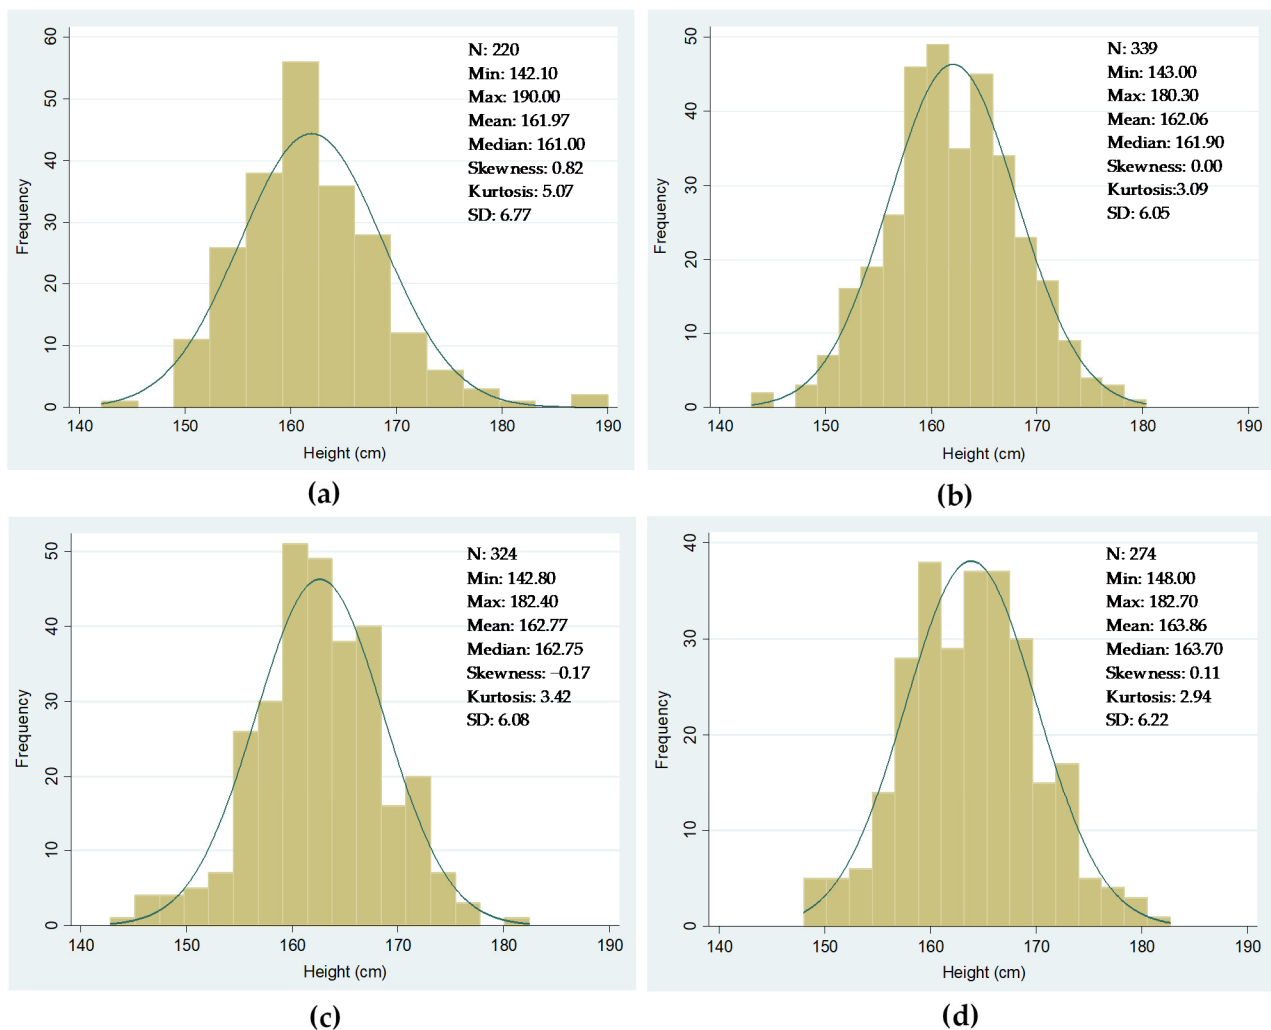 60
50
40
30
20
10
0
Frequency
140
150
160
170
180
190
Height (cm)
N: 220
Min: 142.10
Max: 190.00
Mean: 161.97
Median: 161.00
Skewness: 0.82
Kurtosis: 5.07
SD: 6.77
(a)
50
40
30
20
10
0
Frequency
140
150
160
170
180
190
Height (cm)
N: 339
Min: 143.00
Max: 180.30
Mean: 162.06
Median: 161.90
Skewness: 0.00
Kurtosis:3.09
SD: 6.05
(b)
50
40
30
20
10
0
Frequency
140
150
160
170
180
190
Height (cm)
N: 324
Min: 142.80
Max: 182.40
Mean: 162.77
Median: 162.75
Skewness: −0.17
Kurtosis: 3.42
SD: 6.08
(c)
40
30
20
10
0
Frequency
140
150
160
170
180
190
Height (cm)
N: 274
Min: 148.00
Max: 182.70
Mean: 163.86
Median: 163.70
Skewness: 0.11
Kurtosis: 2.94
SD: 6.22
(d)